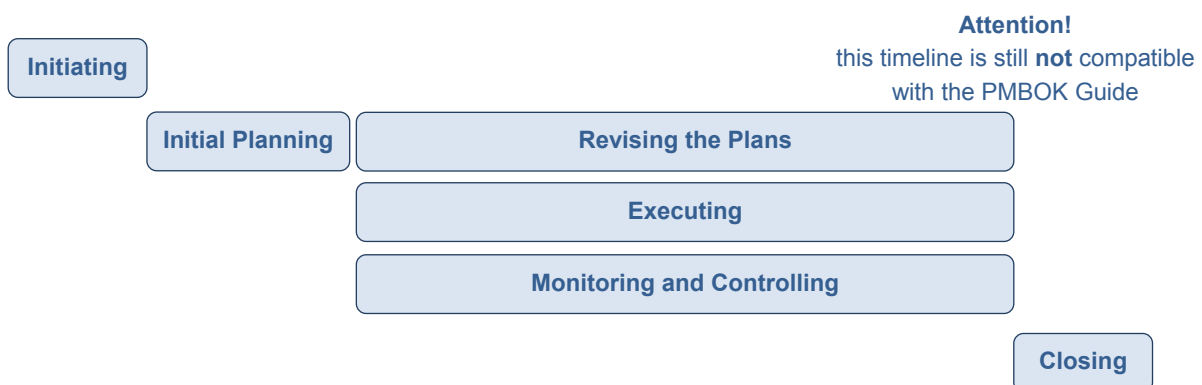 Attention!
this timeline is still not compatible
with the PMBOK Guide
Initiating
Initial Planning
Revising the Plans
Executing
Monitoring and Controlling
Closing